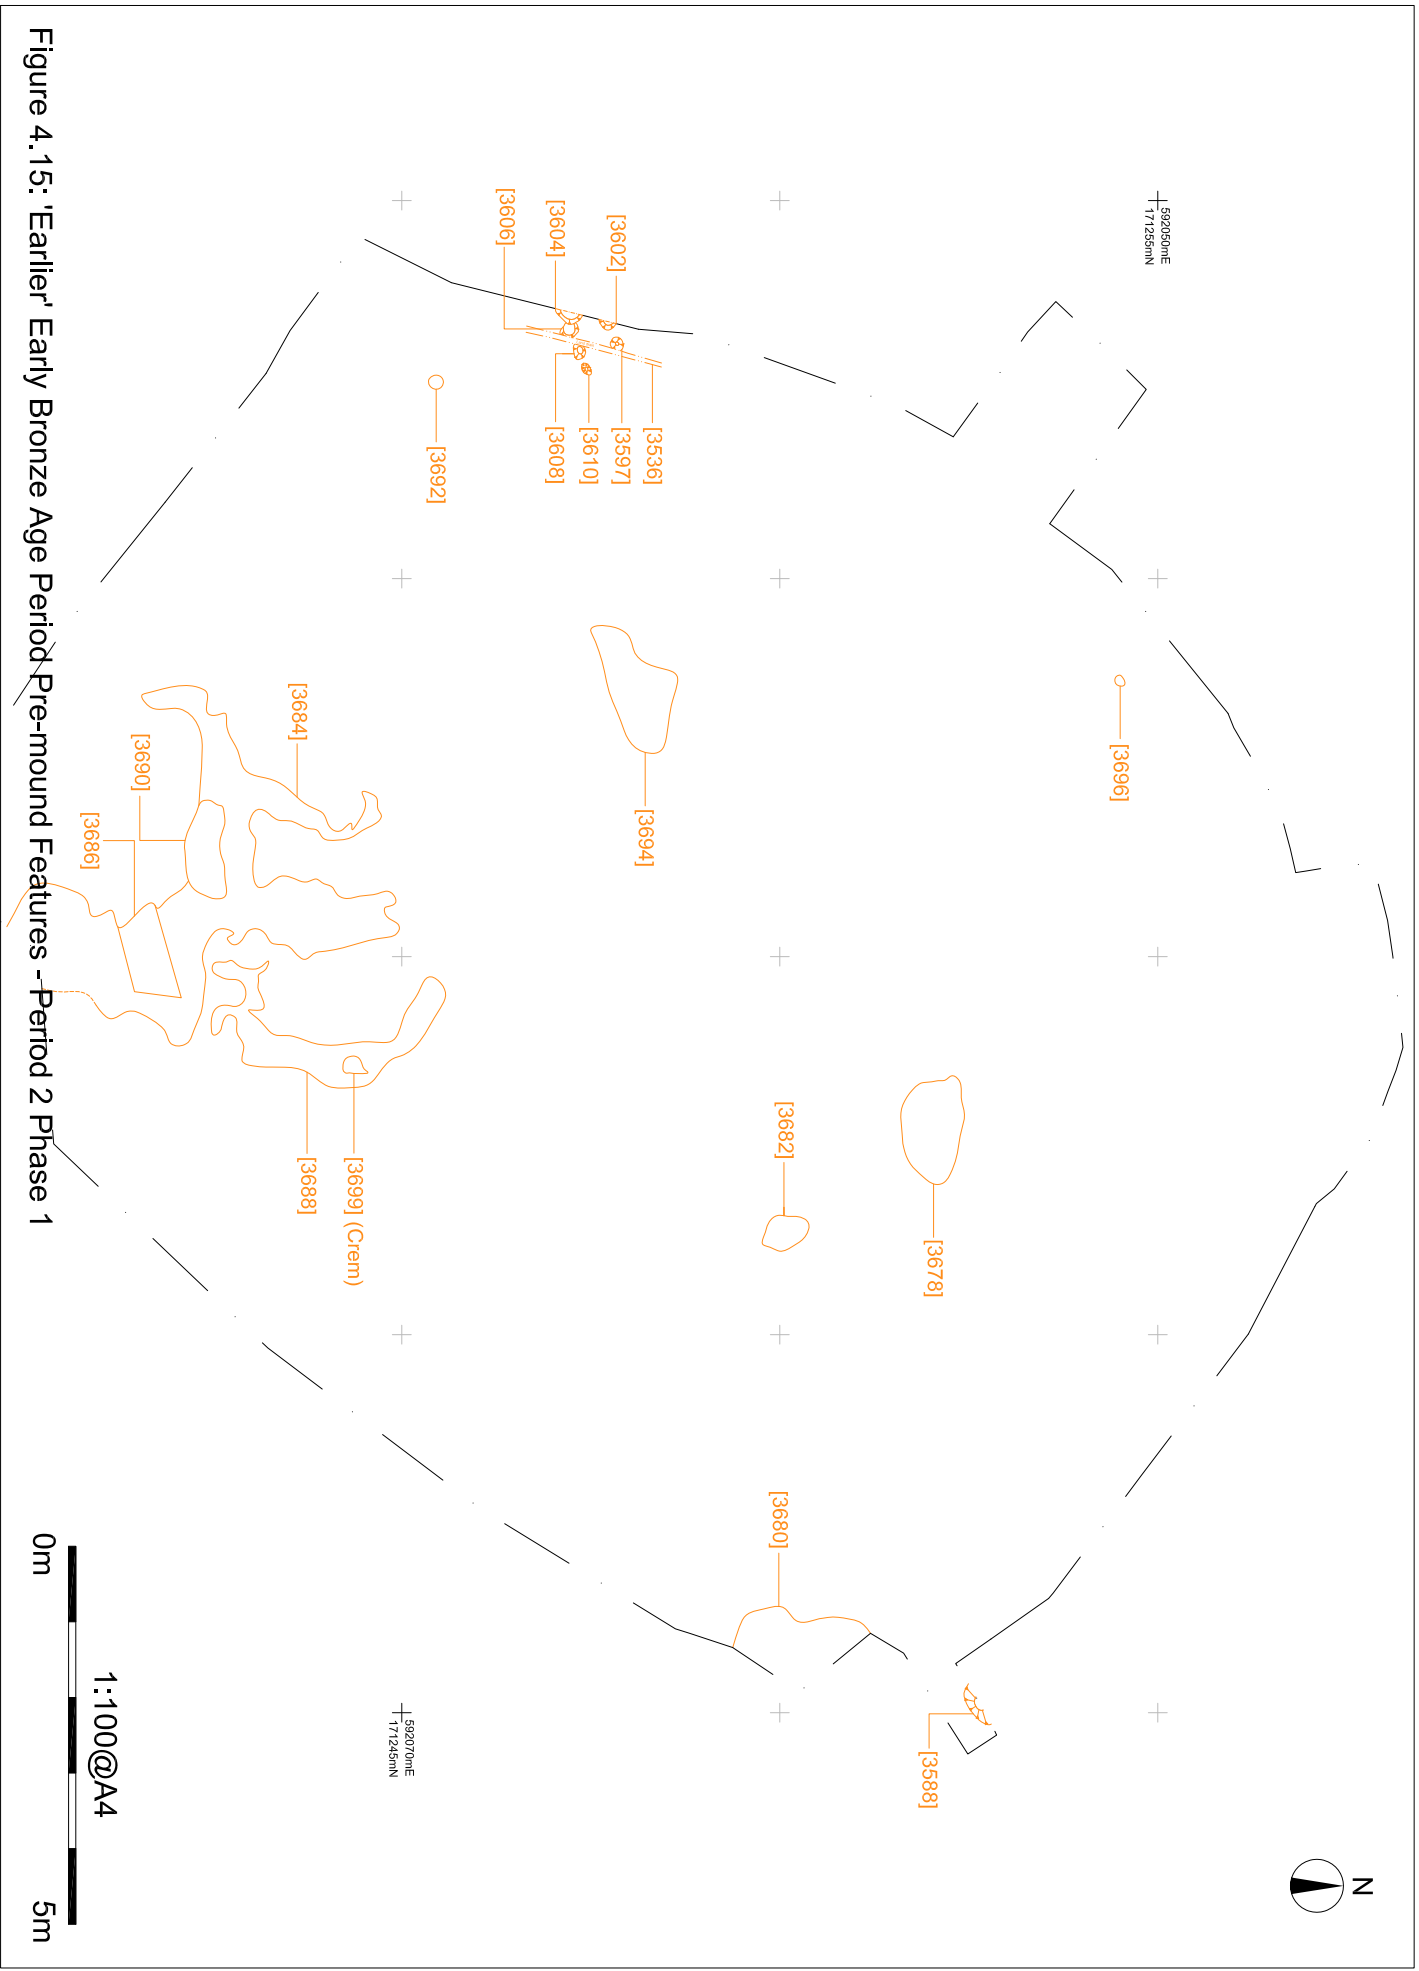 N
592050mE
171255mN
[3696]
[3678]
[3588]
[3682]
[3680]
[3536]
[3694]
[3597]
[3602]
[3610]
[3604]
[3608]
[3606]
[3692]
592070mE
171245mN
[3699] (Crem)
[3688]
[3684]
[3690]
[3686]
1:100@A4
0m
5m
Figure 4.15: 'Earlier' Early Bronze Age Period Pre-mound Features - Period 2 Phase 1